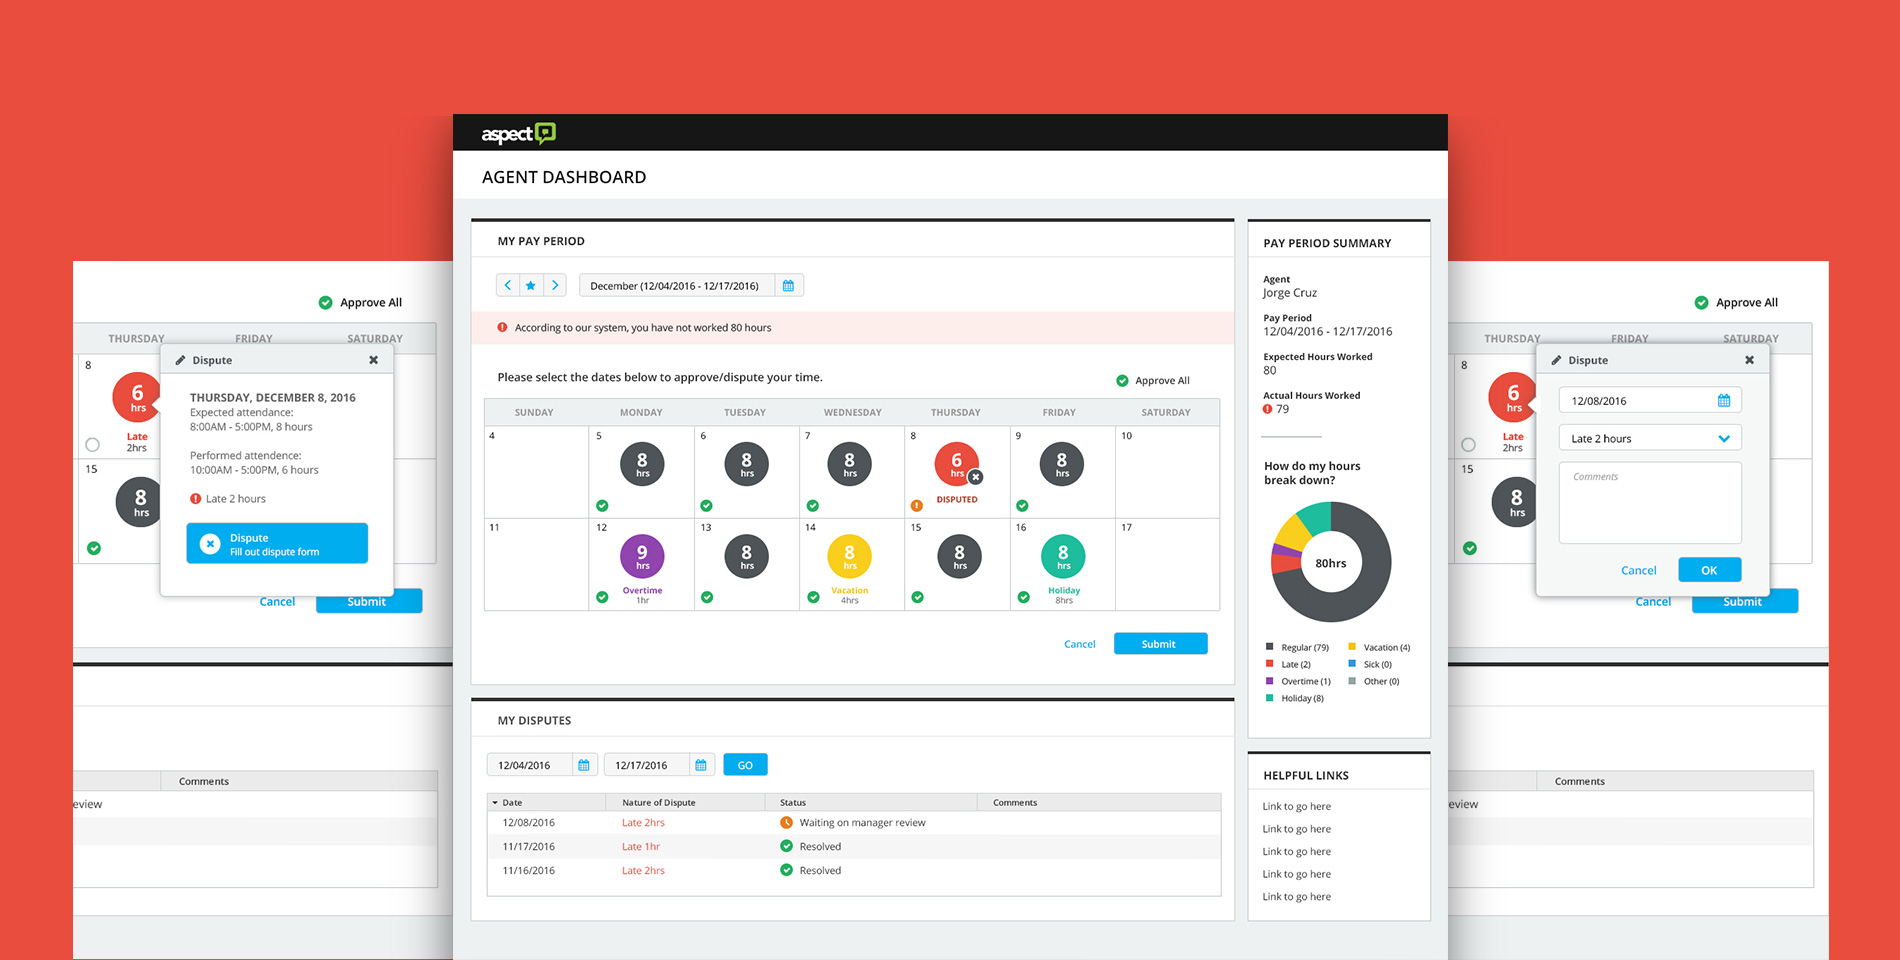 aspect
AGENT DASHBOARD
MY PAY PERIOD
December (12/04/2016 - 12/17/2016)
According to our system, you have not worked 80 hours
Please select the dates below to approve/dispute your time.
Approve All
SUNDAY MONDAY TUESDAY WEDNESDAY THURSDAY FRIDAY SATURDAY
4 5 6 7 8 9 10
8 8 8 6 8
hrs hrs hrs hrs hrs
DISPUTED
11 12 13 14 15 16 17
9 8 8 8 8
hrs hrs hrs hrs hrs
Overtime Vacation Holiday
1hr 4hrs 8hrs
Cancel Submit
MY DISPUTES
12/04/2016 12/17/2016 GO
Date Nature of Dispute Status Comments
12/08/2016 Late 2hrs Waiting on manager review
11/17/2016 Late 1hr Resolved
11/16/2016 Late 2hrs Resolved
PAY PERIOD SUMMARY
Agent
Jorge Cruz
Pay Period
12/04/2016 - 12/17/2016
Expected Hours Worked
80
Actual Hours Worked
79
How do my hours
break down?
80hrs
Regular (79) Vacation (4)
Late (2) Sick (0)
Overtime (1) Other (0)
Holiday (8)
HELPFUL LINKS
Link to go here
Link to go here
Link to go here
Link to go here
Link to go here
Approve All
THURSDAY FRIDAY SATURDAY
8
6
hrs
Late
2hrs
15
8
hrs
Dispute
THURSDAY, DECEMBER 8, 2016
Expected attendance:
8:00AM - 5:00PM, 8 hours
Performed attendance:
10:00AM - 5:00PM, 6 hours
Late 2 hours
Dispute
Fill out dispute form
Cancel Submit
Comments
eview
Approve All
THURSDAY FRIDAY SATURDAY
8
6
hrs
Late
2hrs
15
8
hrs
Dispute
12/08/2016
Late 2 hours
Comments
Cancel OK
Cancel Submit
Comments
eview